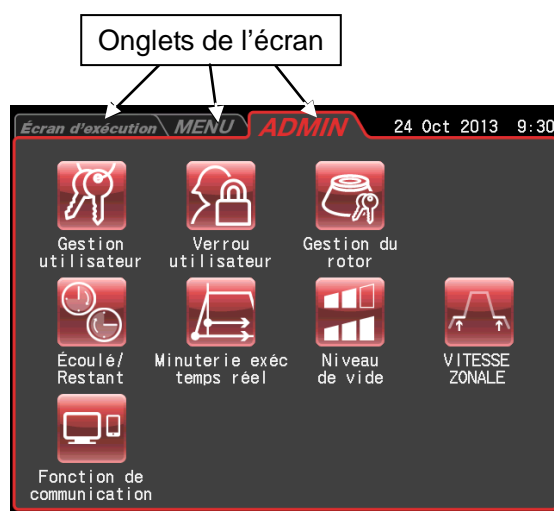 Onglets de l'écran
Écran d'exécution MENU ADMIN 24 Oct 2013 9:30
Gestion utilisateur
Verrou utilisateur
Gestion du rotor
Écoulé/ Restant
Minuterie exéc temps réel
Niveau de vide
VITESSE ZONALE
Fonction de communication